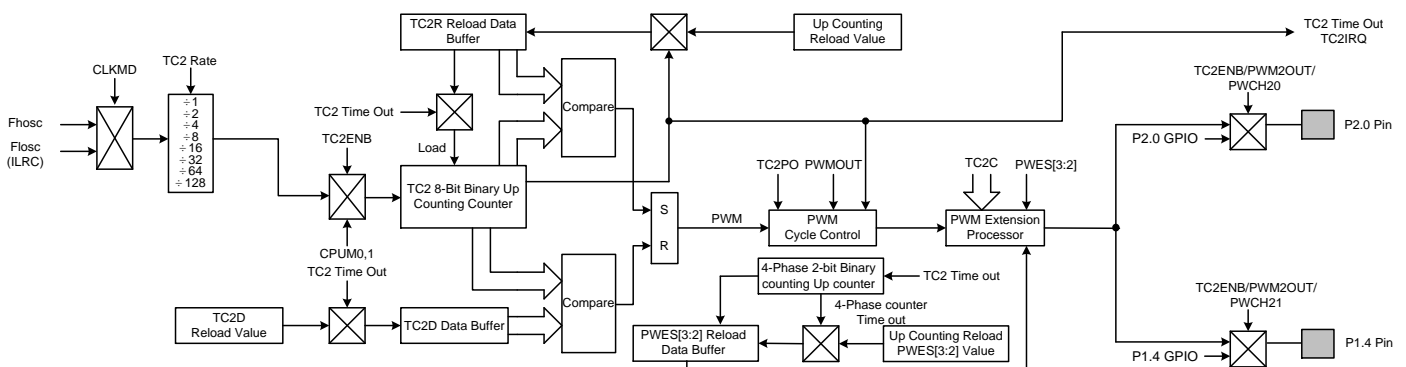 TC2R Reload Data
Buffer
Up Counting
Reload Value
TC2 Time Out
TC2IRQ
CLKMD
TC2 Rate
÷1
÷2
÷4
÷8
÷16
÷32
÷64
÷128
Fhosc
Flosc
(ILRC)
TC2 Time Out
Load
Compare
TC2ENB/PWM2OUT/
PWCH20
P2.0 GPIO
P2.0 Pin
TC2ENB
TC2 8-Bit Binary Up
Counting Counter
CPUM0,1
S
R
PWM
TC2PO
PWMOUT
PWM
Cycle Control
TC2C
PWES[3:2]
PWM Extension
Processor
TC2 Time Out
TC2D
Reload Value
TC2D Data Buffer
Compare
4-Phase 2-bit Binary
counting Up counter
TC2 Time out
4-Phase counter
Time out
PWES[3:2] Reload
Data Buffer
Up Counting Reload
PWES[3:2] Value
TC2ENB/PWM2OUT/
PWCH21
P1.4 GPIO
P1.4 Pin